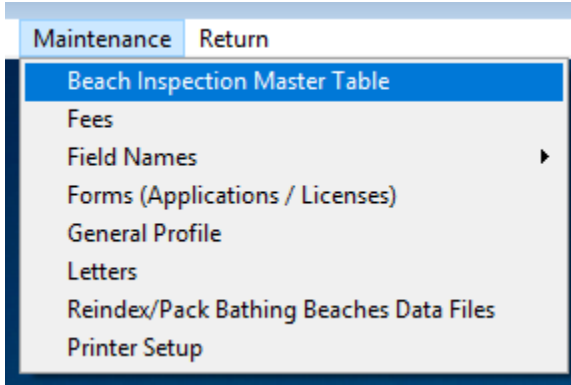 Maintenance Return
Beach Inspection Master Table
Fees
Field Names
Forms (Applications / Licenses)
General Profile
Letters
Reindex/Pack Bathing Beaches Data Files
Printer Setup